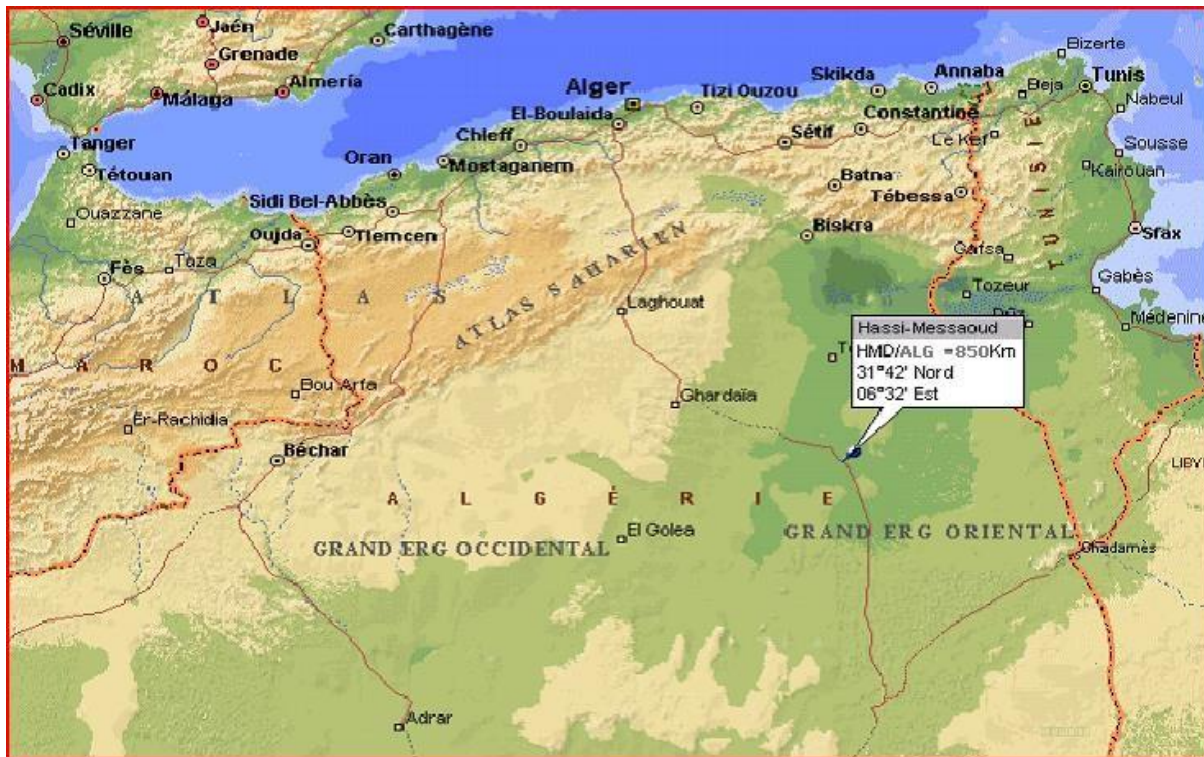 Jaén
Séville
Carthagène
Grenade
Almería
Cadix
Málaga
Tanger
Tétouan
Ouazzane
Fès
Taza
Oujda
Sidi Bel-Abbès
Tlemcen
Oran
Mostaganem
Chleff
El-Boulaida
Alger
Tizi Ouzou
Sétif
Skikda
Constantine
Annaba
Batna
Tébessa
Biskra
Bizerte
Tunis
Beja
Nabeul
Le Kef
Sousse
Kairouan
Sfax
Gafsa
Tozeur
Gabès
Médenine
TUNISIE
ATLAS
ATLAS SAHARIEN
MAROC
Laghouat
Ghardaïa
Bou Arfa
Er-Rachidia
Béchar
Hassi-Messaoud
HMD/ALG =850Km
31°42' Nord
06°32' Est
ALGÉRIE
GRAND ERG OCCIDENTAL
El Golea
GRAND ERG ORIENTAL
Ghadamès
LIBY
Adrar